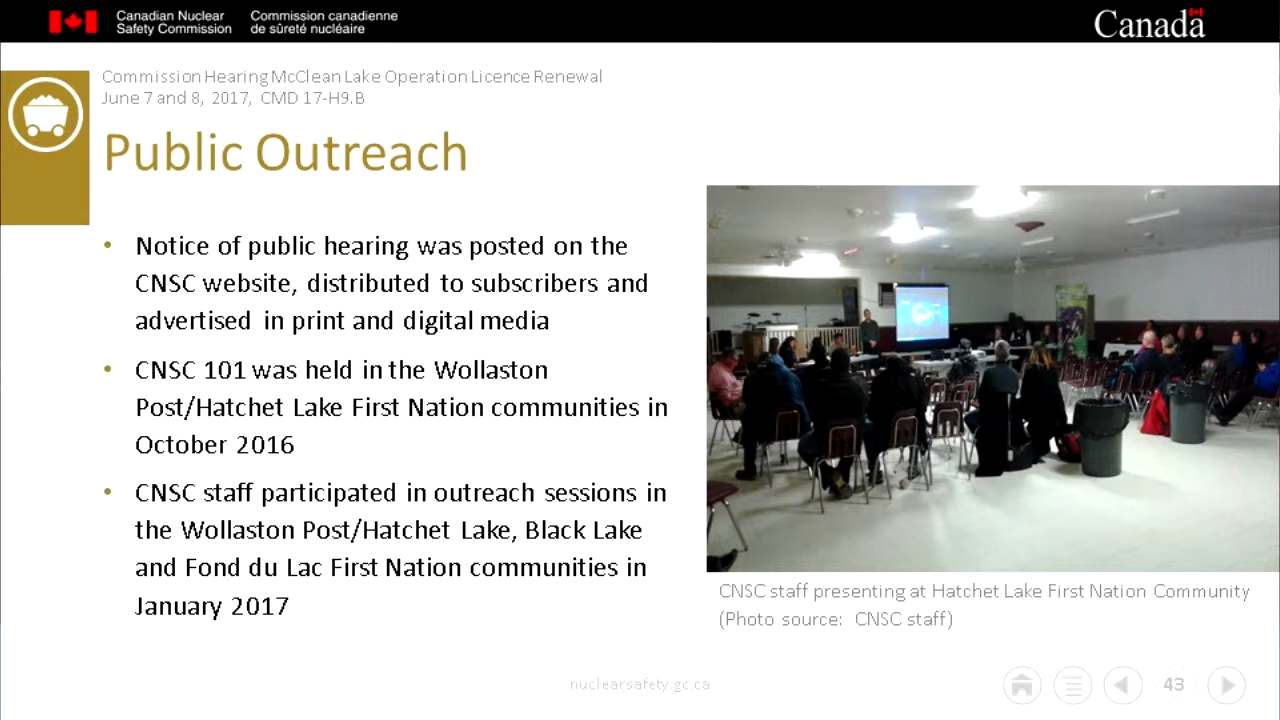 Canadian Nuclear
Safety Commission
Commission canadienne
de sûreté nucléaire
Canada
Commission Hearing McClean Lake Operation Licence Renewal
June 7 and 8, 2017, CMD 17-H9.B
Public Outreach
• Notice of public hearing was posted on the
CNSC website, distributed to subscribers and
advertised in print and digital media
• CNSC 101 was held in the Wollaston
Post/Hatchet Lake First Nation communities in
October 2016
• CNSC staff participated in outreach sessions in
the Wollaston Post/Hatchet Lake, Black Lake
and Fond du Lac First Nation communities in
January 2017
CNSC staff presenting at Hatchet Lake First Nation Community
(Photo source: CNSC staff)
nuclearsafety.gc.ca
43